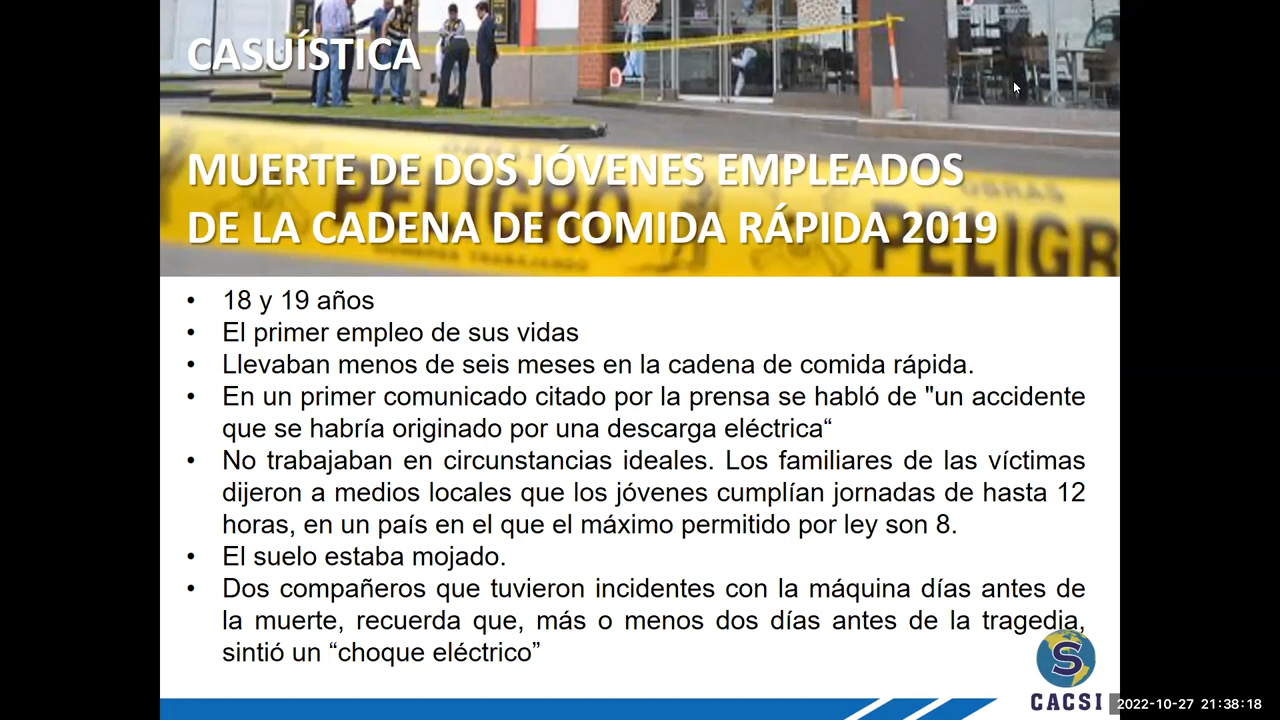 CASUÍSTICA
MUERTE DE DOS JÓVENES EMPLEADOS
DE LA CADENA DE COMIDA RÁPIDA 2019
PELIGRO
OBRAS
PELIGR
• 18 y 19 años
• El primer empleo de sus vidas
• Llevaban menos de seis meses en la cadena de comida rápida.
• En un primer comunicado citado por la prensa se habló de "un accidente
que se habría originado por una descarga eléctrica“
• No trabajaban en circunstancias ideales. Los familiares de las víctimas
dijeron a medios locales que los jóvenes cumplían jornadas de hasta 12
horas, en un país en el que el máximo permitido por ley son 8.
• El suelo estaba mojado.
• Dos compañeros que tuvieron incidentes con la máquina días antes de
la muerte, recuerda que, más o menos dos días antes de la tragedia,
sintió un “choque eléctrico”
S
CACSI
2022-10-27 21:38:18